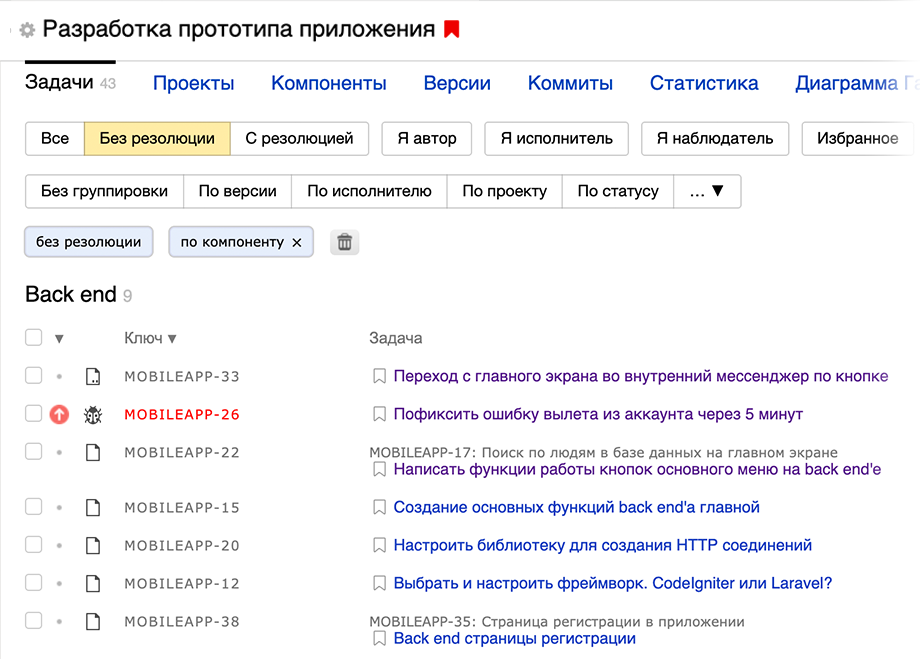 Разработка прототипа приложения
Задачи 43 Проекты Компоненты Версии Коммиты Статистика Диаграмма
Все Без резолюции С резолюцией Я автор Я исполнитель Я наблюдатель Избранное
Без группировки По версии По исполнителю По проекту По статусу ... ▼
без резолюции по компоненту ×
Back end 9
▼ Ключ ▼ Задача
MOBILEAPP-33 Переход с главного экрана во внутренний мессенджер по кнопке
MOBILEAPP-26 Пофиксить ошибку вылета из аккаунта через 5 минут
MOBILEAPP-22 MOBILEAPP-17: Поиск по людям в базе данных на главном экране
Написать функции работы кнопок основного меню на back end'е
MOBILEAPP-15 Создание основных функций back end'а главной
MOBILEAPP-20 Настроить библиотеку для создания HTTP соединений
MOBILEAPP-12 Выбрать и настроить фреймворк. CodeIgniter или Laravel?
MOBILEAPP-38 MOBILEAPP-35: Страница регистрации в приложении
Back end страницы регистрации